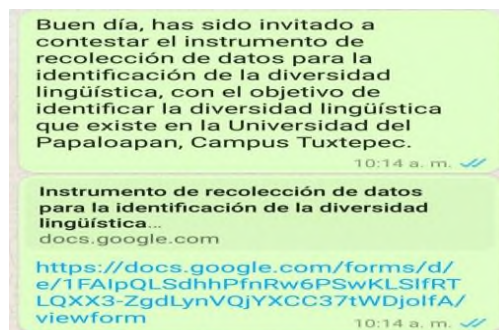 Buen día, has sido invitado a
contestar el instrumento de
recolección de datos para la
identificación de la diversidad
lingüística, con el objetivo de
identificar la diversidad lingüística
que existe en la Universidad del
Papaloapan, Campus Tuxtepec.
10:14 a. m.
Instrumento de recolección de datos
para la identificación de la diversidad
lingüística...
docs.google.com
https://docs.google.com/forms/d/
e/1FAIpQLSdhhPfnRw6PSwKLSlfRT
LQXX3-ZgdLynVQjYXCC37tWDjoIfA/
viewform
10:14 a. m.